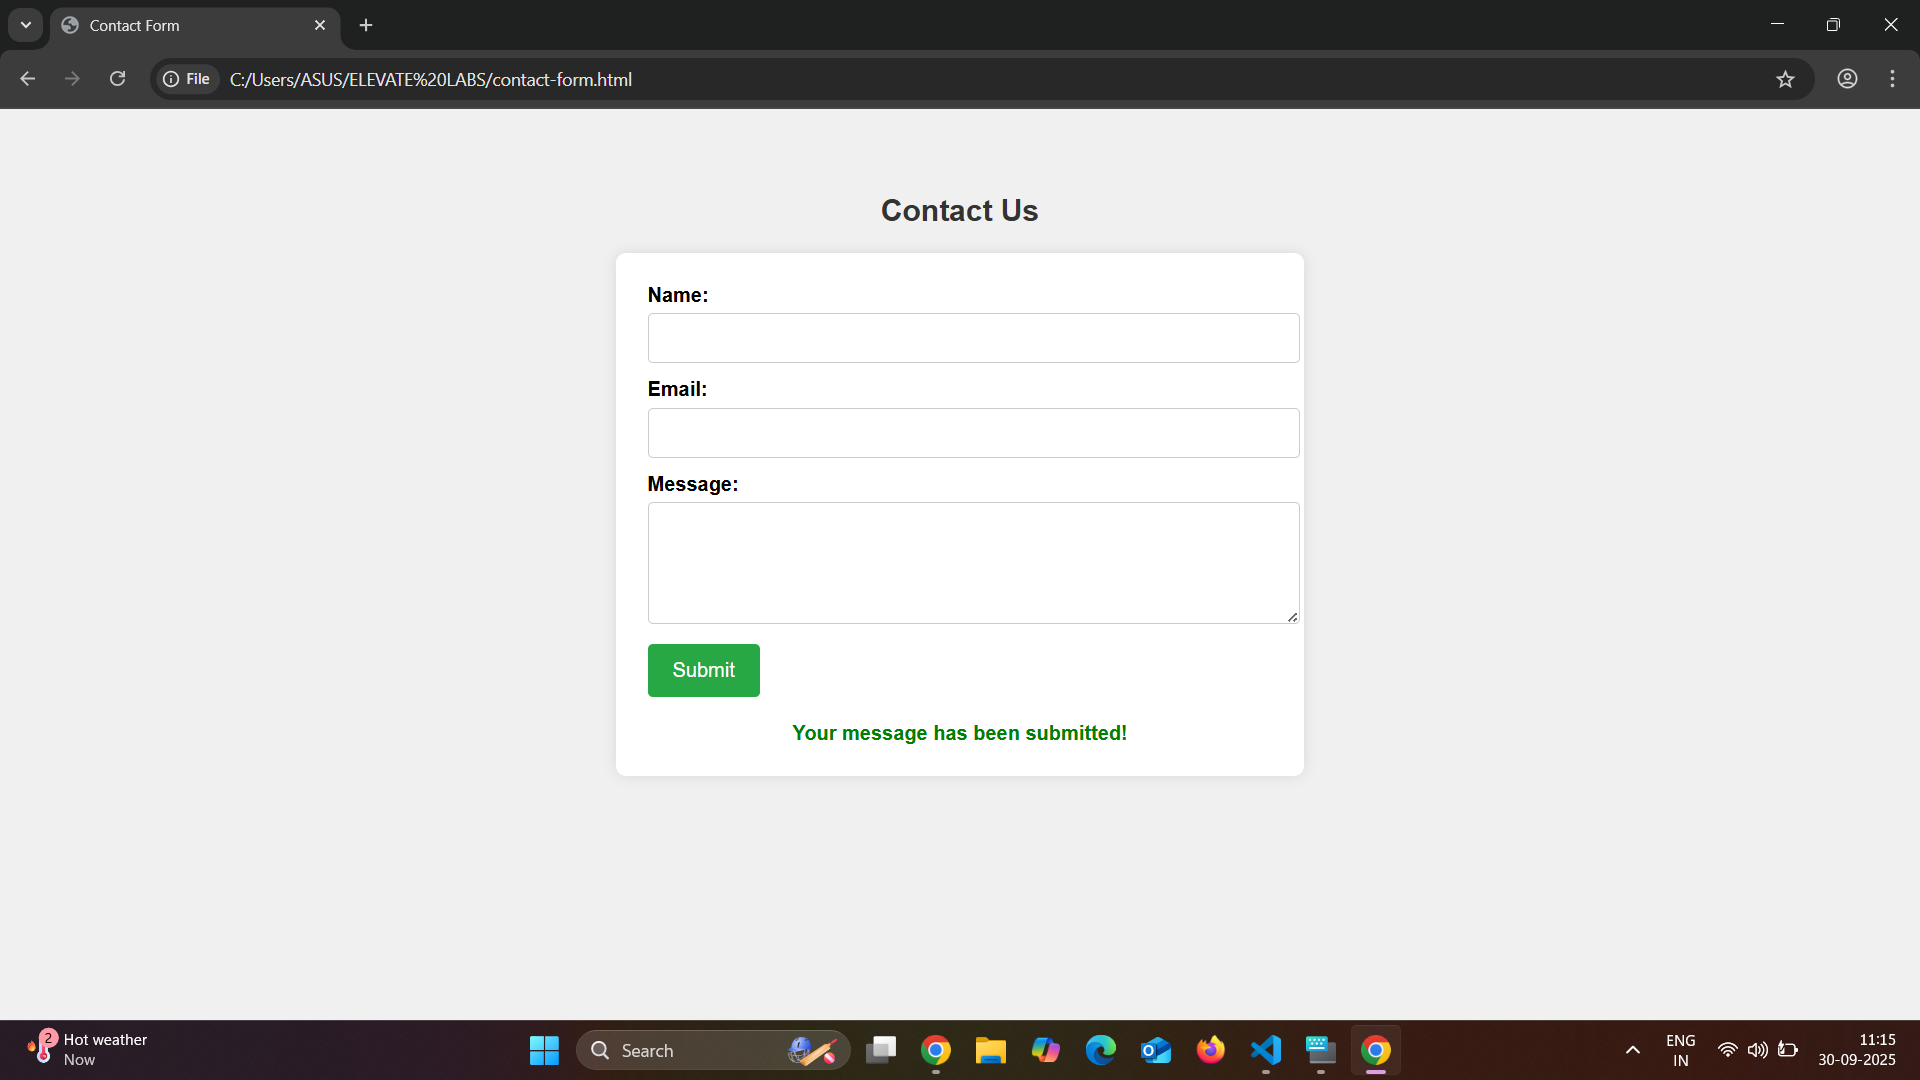 Contact Form
File
C:/Users/ASUS/ELEVATE%20LABS/contact-form.html
Contact Us
Name:
Email:
Message:
Submit
Your message has been submitted!
2
Hot weather
Now
Search
ENG
IN
11:15
30-09-2025